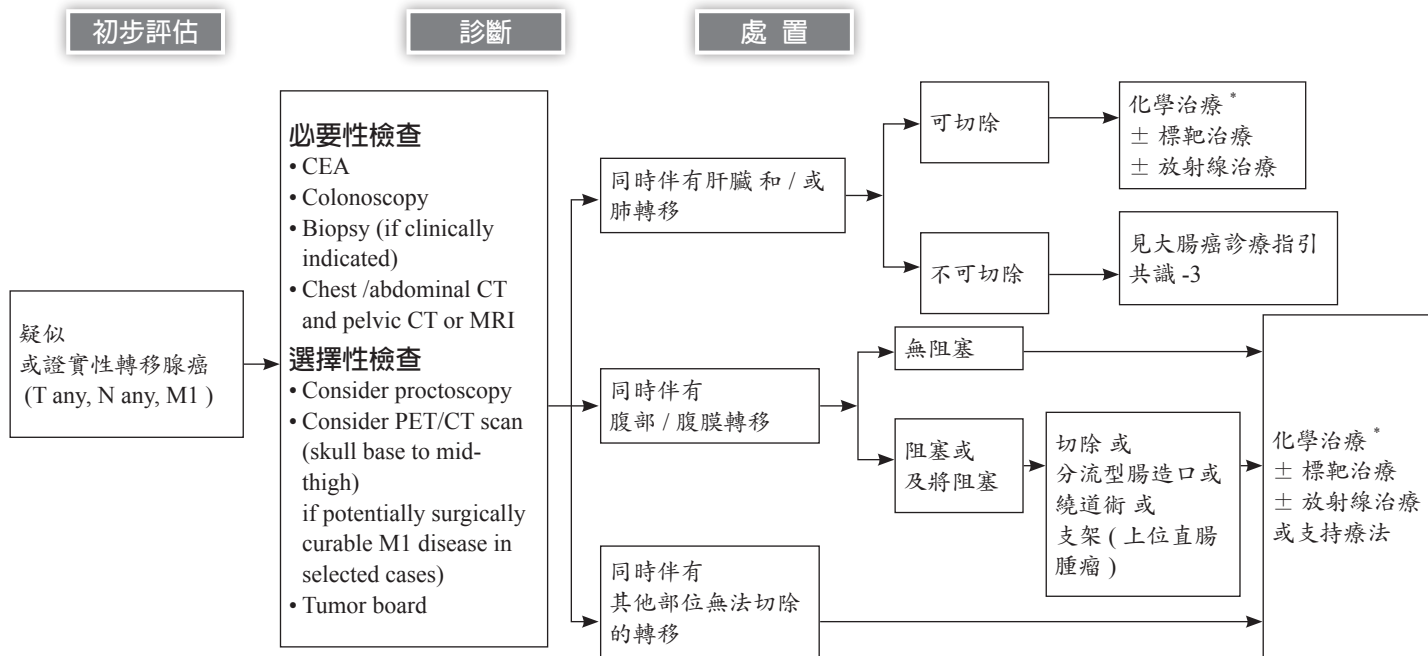 初步評估
診斷
處 置
疑似
或證實性轉移腺癌
(T any, N any, M1 )
必要性檢查
• CEA
• Colonoscopy
• Biopsy (if clinically
indicated)
• Chest /abdominal CT
and pelvic CT or MRI
選擇性檢查
• Consider proctoscopy
• Consider PET/CT scan
(skull base to mid-
thigh)
if potentially surgically
curable M1 disease in
selected cases)
• Tumor board
同時伴有肝臟 和 / 或
肺轉移
可切除
化學治療 *
± 標靶治療
± 放射線治療
不可切除
見大腸癌診療指引
共識 -3
同時伴有
腹部 / 腹膜轉移
無阻塞
阻塞或
及將阻塞
切除 或
分流型腸造口或
繞道術 或
支架 ( 上位直腸
腫瘤 )
同時伴有
其他部位無法切除
的轉移
化學治療 *
± 標靶治療
± 放射線治療
或支持療法